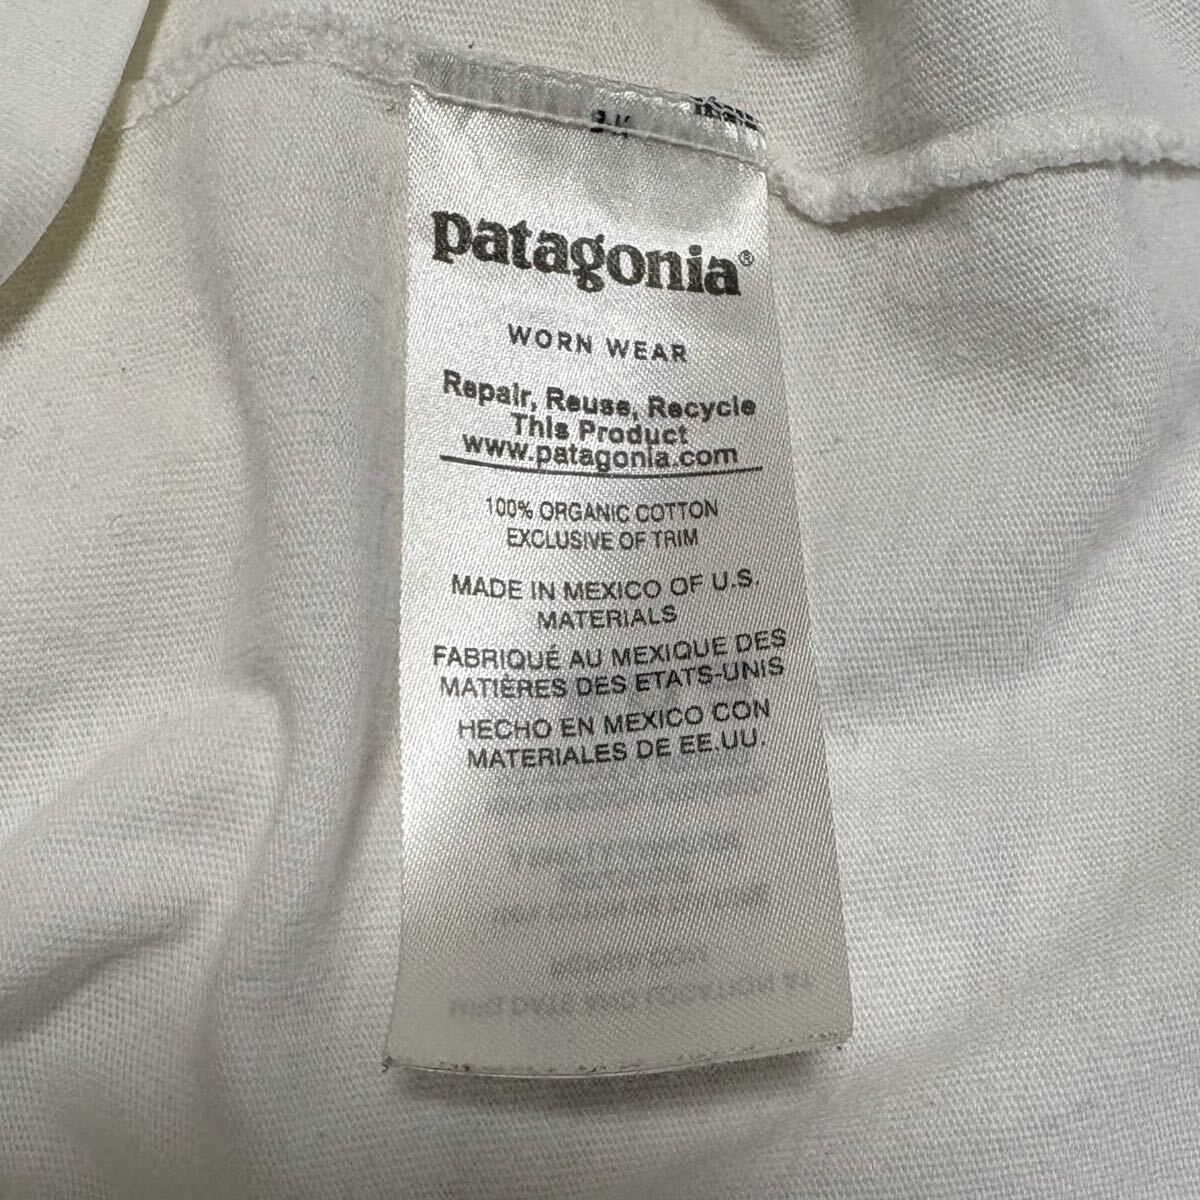 patagonia®
WORN WEAR
Repair, Reuse, Recycle
This Product
www.patagonia.com
100% ORGANIC COTTON
EXCLUSIVE OF TRIM
MADE IN MEXICO OF U.S.
MATERIALS
FABRIQUÉ AU MEXIQUE DES
MATIÈRES DES ETATS-UNIS
HECHO EN MEXICO CON
MATERIALES DE EE.UU.